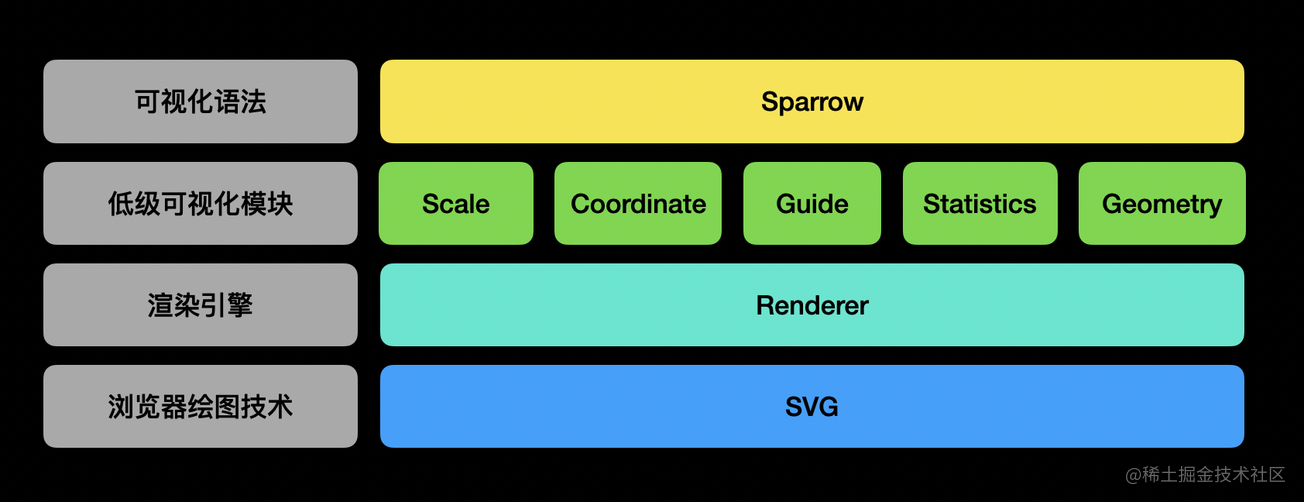 可视化语法
Sparrow
低级可视化模块
Scale
Coordinate
Guide
Statistics
Geometry
渲染引擎
Renderer
浏览器绘图技术
SVG
@稀土掘金技术社区